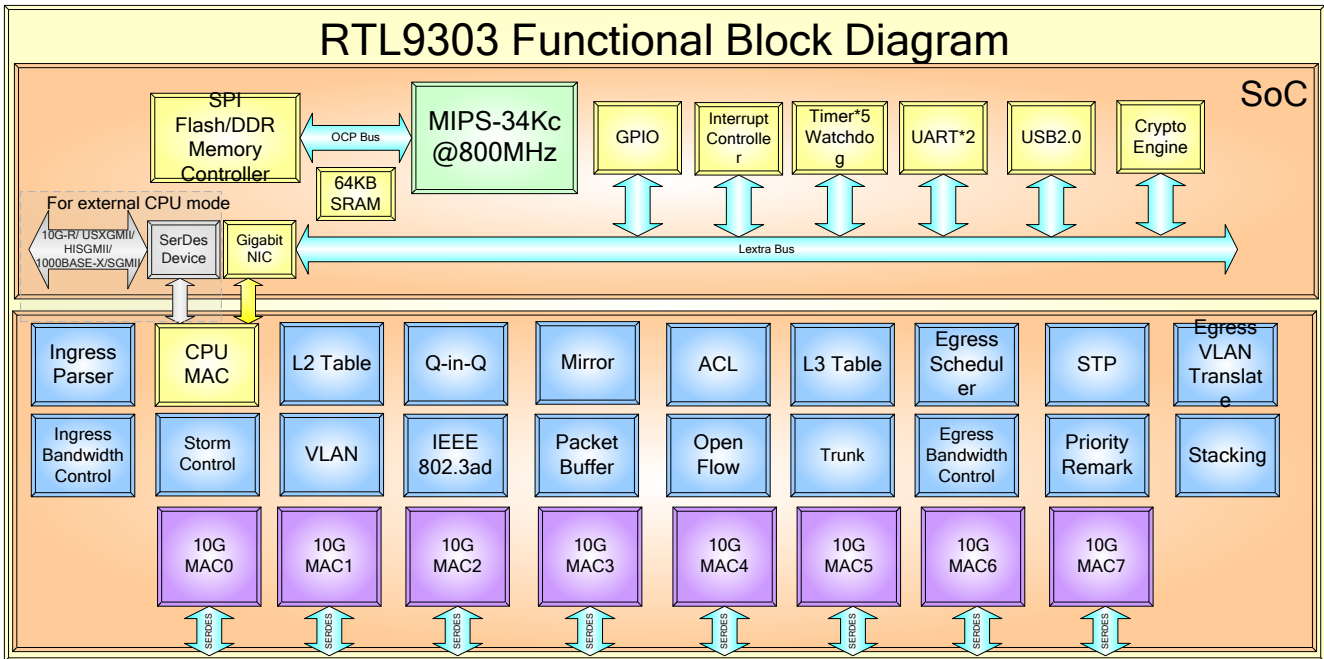 RTL9303 Functional Block Diagram
SoC
SPI
Flash/DDR
Memory
Controller
OCP Bus
MIPS-34Kc
@800MHz
64KB
SRAM
GPIO
Interrupt
Controlle
r
Timer*5
Watchdo
g
UART*2
USB2.0
Crypto
Engine
For external CPU mode
10G-R/ USXGMII/
HISGMII/
1000BASE-X/SGMII
SerDes
Device
Gigabit
NIC
Lextra Bus
Ingress
Parser
CPU
MAC
L2 Table
Q-in-Q
Mirror
ACL
L3 Table
Egress
Schedul
er
STP
Egress
VLAN
Translat
e
Ingress
Bandwidth
Control
Storm
Control
VLAN
IEEE
802.3ad
Packet
Buffer
Open
Flow
Trunk
Egress
Bandwidth
Control
Priority
Remark
Stacking
10G
MAC0
10G
MAC1
10G
MAC2
10G
MAC3
10G
MAC4
10G
MAC5
10G
MAC6
10G
MAC7
SERDES
SERDES
SERDES
SERDES
SERDES
SERDES
SERDES
SERDES